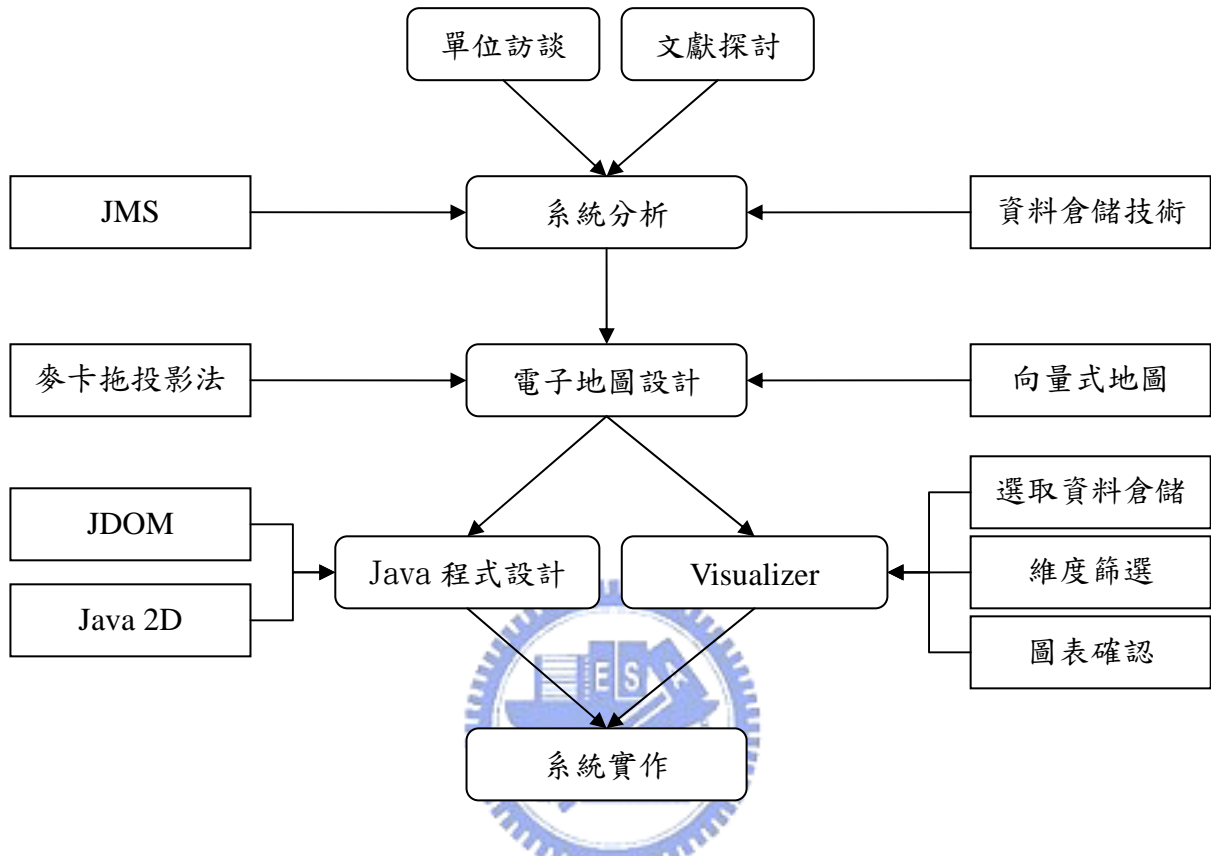 單位訪談
文獻探討
JMS
系統分析
資料倉儲技術
麥卡拖投影法
電子地圖設計
向量式地圖
JDOM
Java 2D
Java 程式設計
Visualizer
選取資料倉儲
維度篩選
圖表確認
E S
系統實作